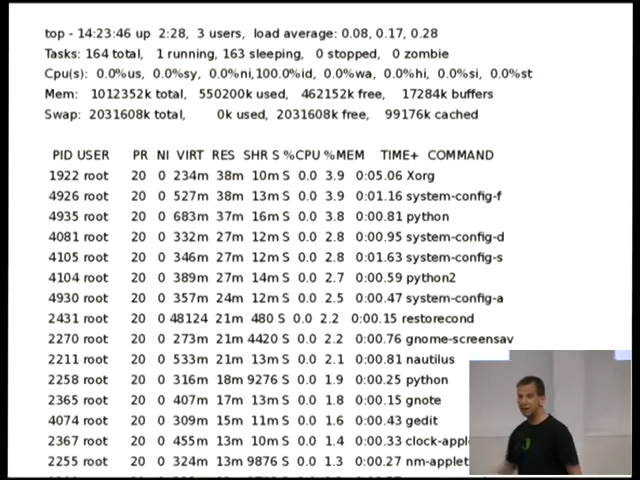 top - 14:23:46 up  2:28,  3 users,  load average: 0.08, 0.17, 0.28
Tasks: 164 total,   1 running, 163 sleeping,   0 stopped,   0 zombie
Cpu(s):  0.0%us,  0.0%sy,  0.0%ni,100.0%id,  0.0%wa,  0.0%hi,  0.0%si,  0.0%st
Mem:   1012352k total,   550200k used,   462152k free,    17284k buffers
Swap:  2031608k total,        0k used,  2031608k free,    99176k cached
PID USER      PR  NI  VIRT  RES  SHR S %CPU %MEM    TIME+  COMMAND
1922 root      20   0  234m  38m  10m S  0.0  3.9   0:05.06 Xorg
4926 root      20   0  527m  38m  13m S  0.0  3.9   0:01.16 system-config-f
4935 root      20   0  683m  37m  16m S  0.0  3.8   0:00.81 python
4081 root      20   0  332m  27m  12m S  0.0  2.8   0:00.95 system-config-d
4105 root      20   0  346m  27m  12m S  0.0  2.8   0:01.63 system-config-s
4104 root      20   0  389m  27m  14m S  0.0  2.7   0:00.59 python2
4930 root      20   0  357m  24m  12m S  0.0  2.5   0:00.47 system-config-a
2431 root      20   0 48124  21m  480 S  0.0  2.2   0:00.15 restorecond
2270 root      20   0  273m  21m 4420 S  0.0  2.2   0:00.76 gnome-screensav
2211 root      20   0  533m  21m  13m S  0.0  2.1   0:00.81 nautilus
2258 root      20   0  316m  18m 9276 S  0.0  1.9   0:00.25 python
2365 root      20   0  407m  17m  13m S  0.0  1.8   0:00.15 gnote
4074 root      20   0  309m  15m  11m S  0.0  1.6   0:00.43 gedit
2367 root      20   0  455m  13m  10m S  0.0  1.4   0:00.33 clock-apple
2255 root      20   0  324m  13m 9876 S  0.0  1.3   0:00.27 nm-applet